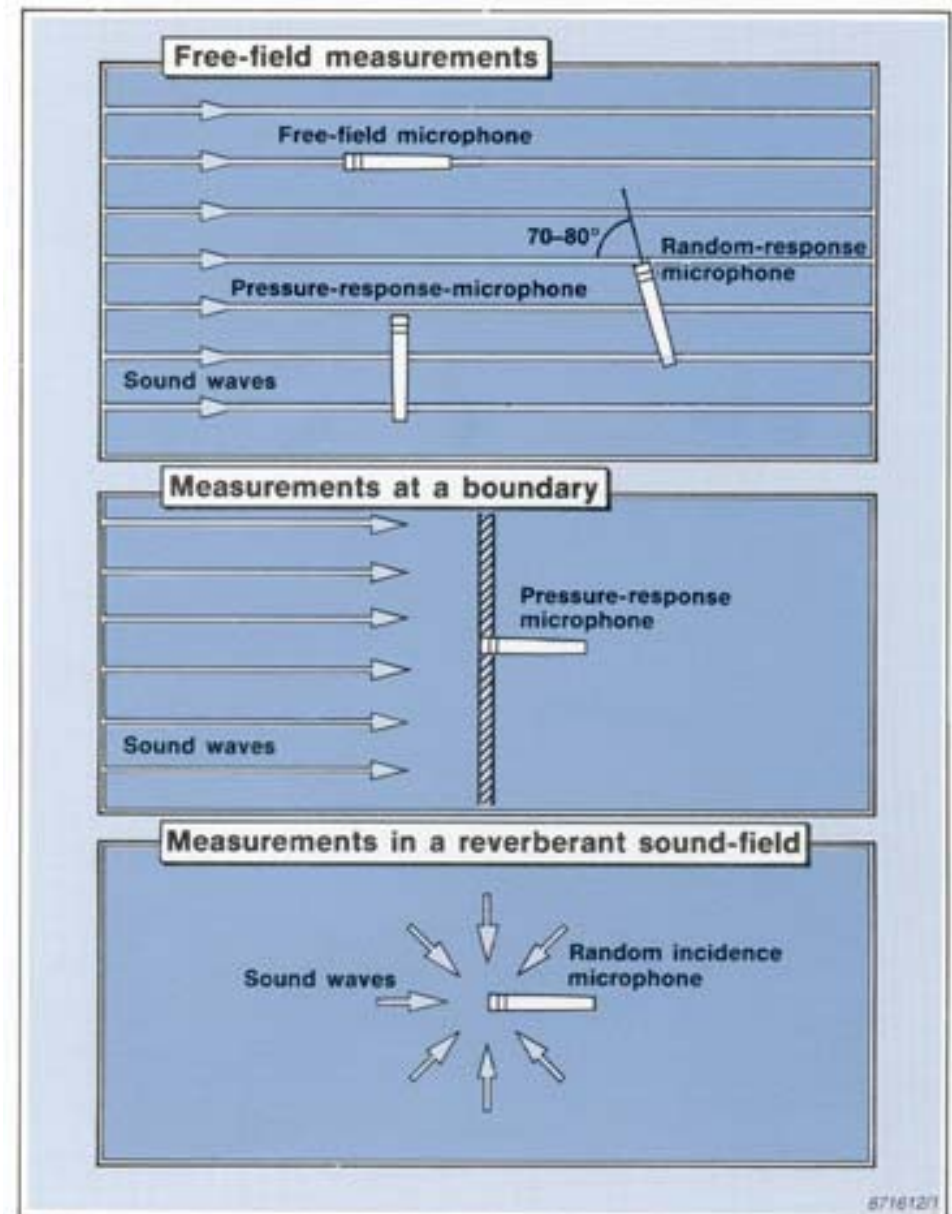 Free-field measurements
Free-field microphone
70–80°
Random-response
microphone
Pressure-response-microphone
Sound waves
Measurements at a boundary
Pressure-response
microphone
Sound waves
Measurements in a reverberant sound-field
Random incidence
microphone
Sound waves
871612/1